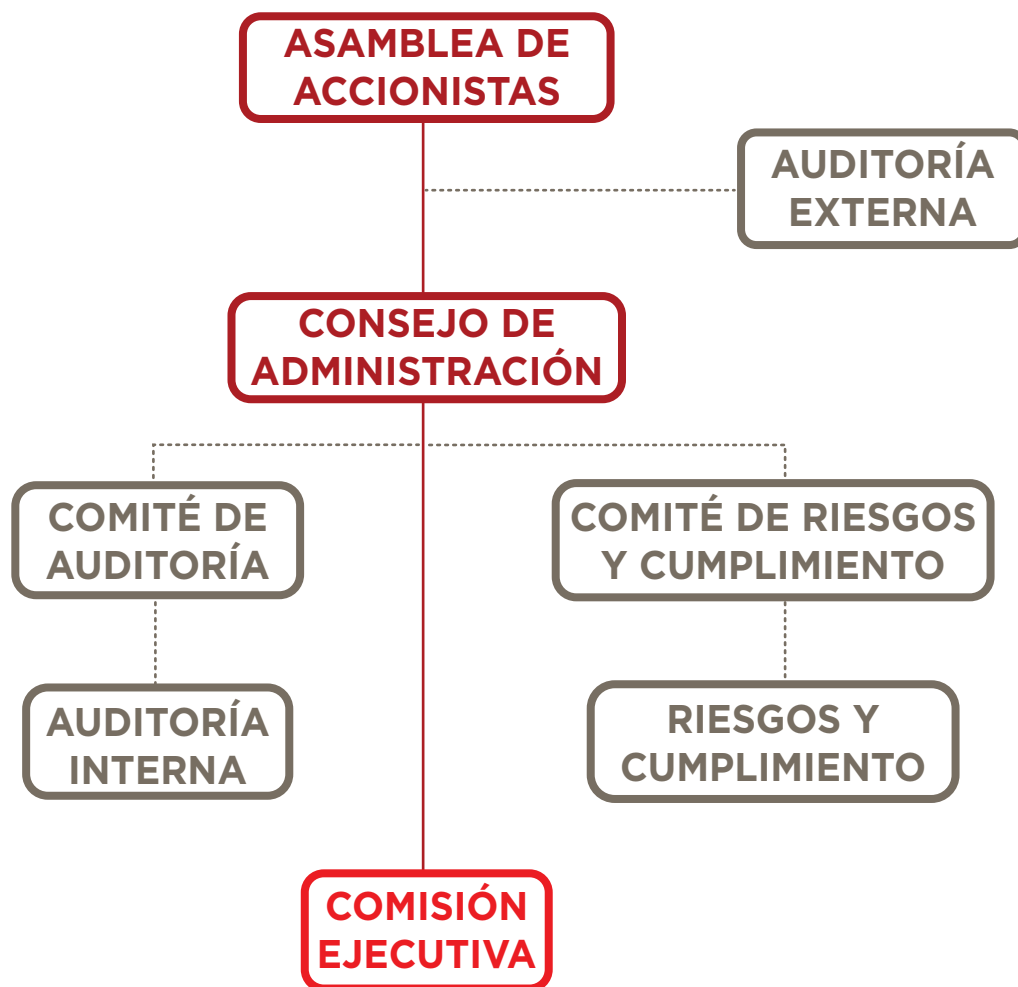 ASAMBLEA DE
ACCIONISTAS
AUDITORÍA
EXTERNA
CONSEJO DE
ADMINISTRACIÓN
COMITÉ DE
AUDITORÍA
COMITÉ DE RIESGOS
Y CUMPLIMIENTO
AUDITORÍA
INTERNA
RIESGOS Y
CUMPLIMIENTO
COMISIÓN
EJECUTIVA